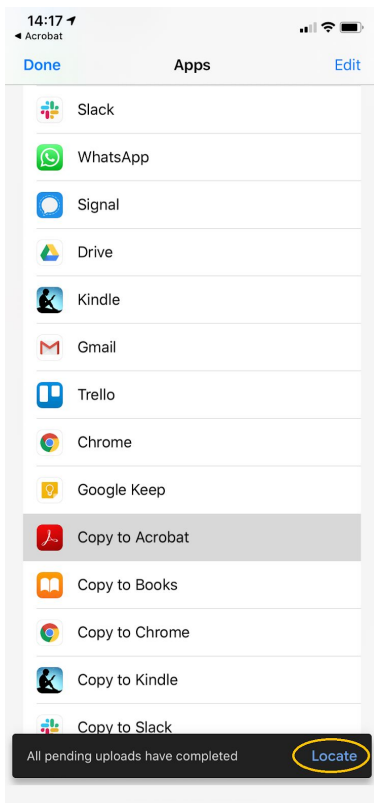 14:17
◀ Acrobat
Done Apps Edit
Slack
WhatsApp
Signal
Drive
Kindle
Gmail
Trello
Chrome
Google Keep
Copy to Acrobat
Copy to Books
Copy to Chrome
Copy to Kindle
Copy to Slack
All pending uploads have completed Locate